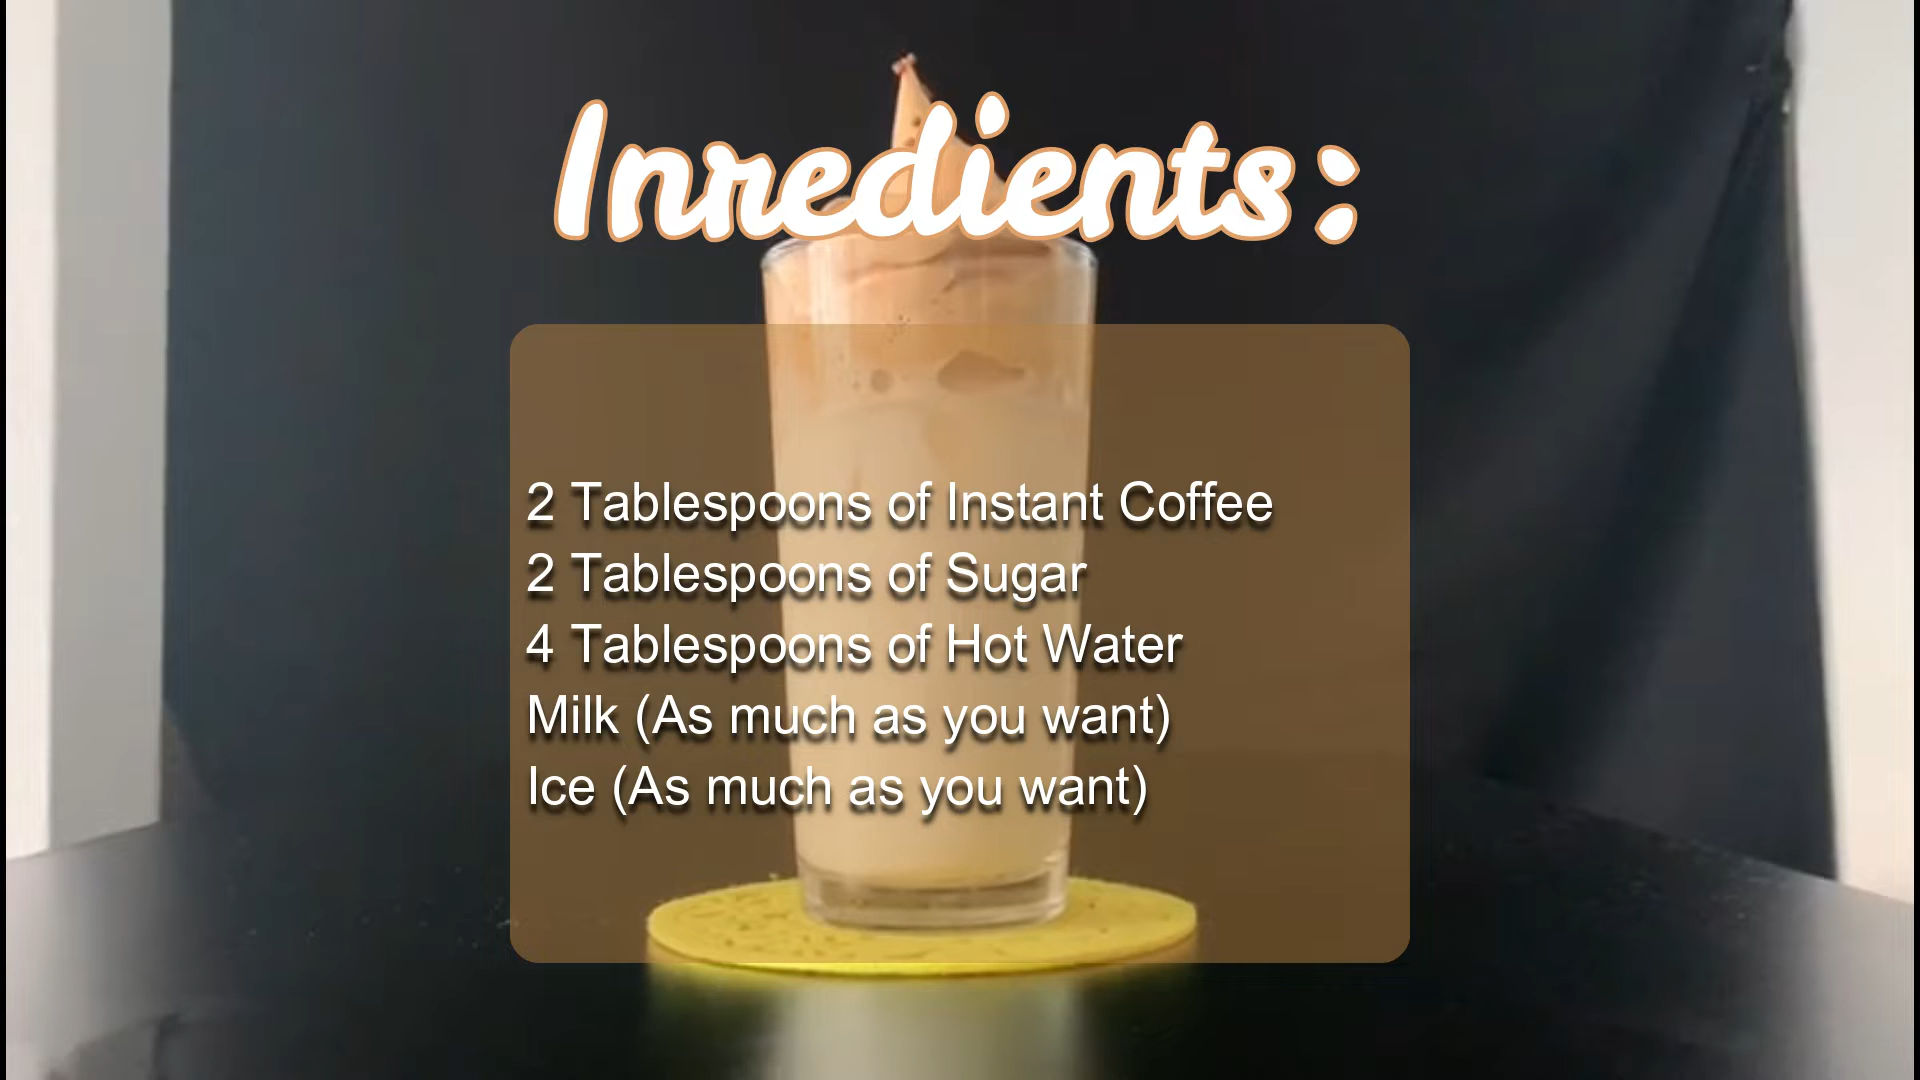 Inredients:
2 Tablespoons of Instant Coffee
2 Tablespoons of Sugar
4 Tablespoons of Hot Water
Milk (As much as you want)
Ice (As much as you want)